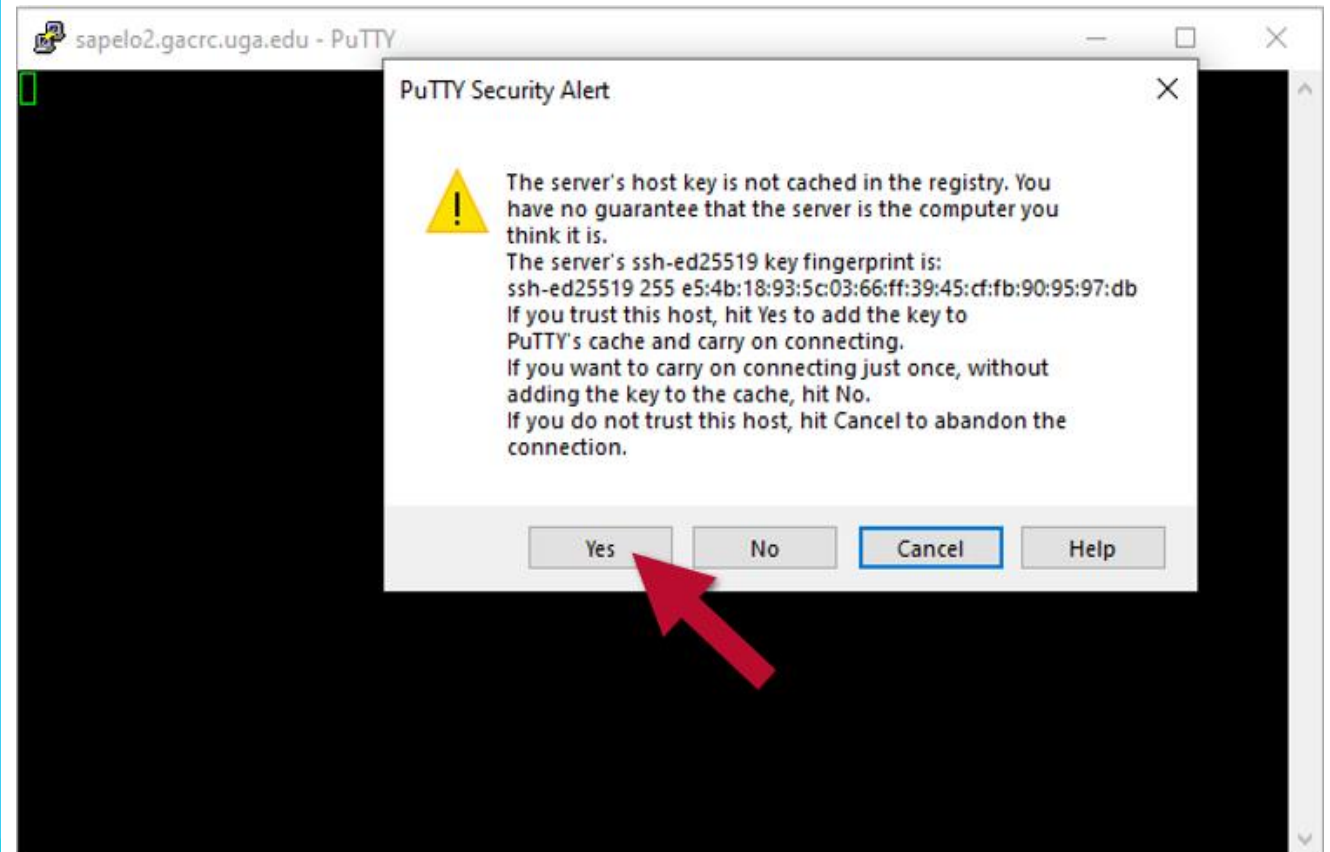 sapelo2.gacrc.uga.edu - PuTTY
PuTTY Security Alert
The server's host key is not cached in the registry. You
have no guarantee that the server is the computer you
think it is.
The server's ssh-ed25519 key fingerprint is:
ssh-ed25519 255 e5:4b:18:93:5c:03:66:ff:39:45:cf:fb:90:95:97:db
If you trust this host, hit Yes to add the key to
PuTTY's cache and carry on connecting.
If you want to carry on connecting just once, without
adding the key to the cache, hit No.
If you do not trust this host, hit Cancel to abandon the
connection.
Yes No Cancel Help